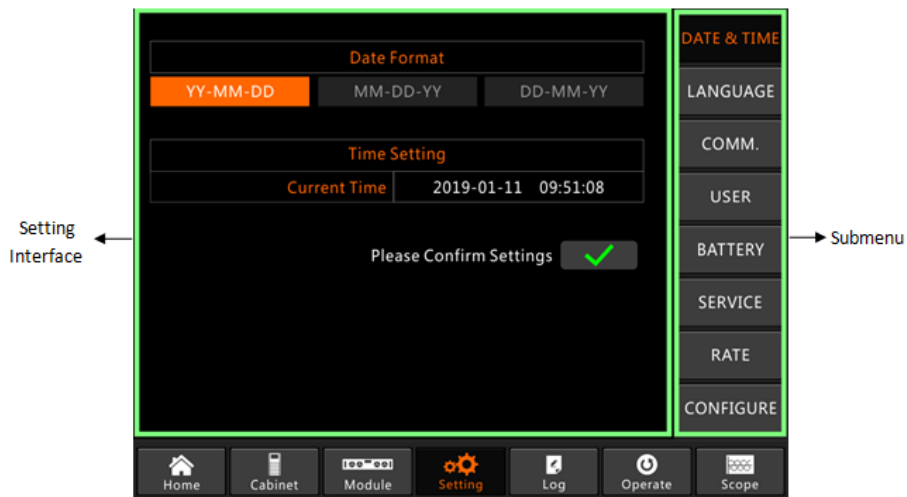 Date Format
YY-MM-DD MM-DD-YY DD-MM-YY
Time Setting
Current Time 2019-01-11 09:51:08
Please Confirm Settings
DATE & TIME
LANGUAGE
COMM.
USER
BATTERY
SERVICE
RATE
CONFIGURE
Setting
Interface
Submenu
Home Cabinet Module Setting Log Operate Scope